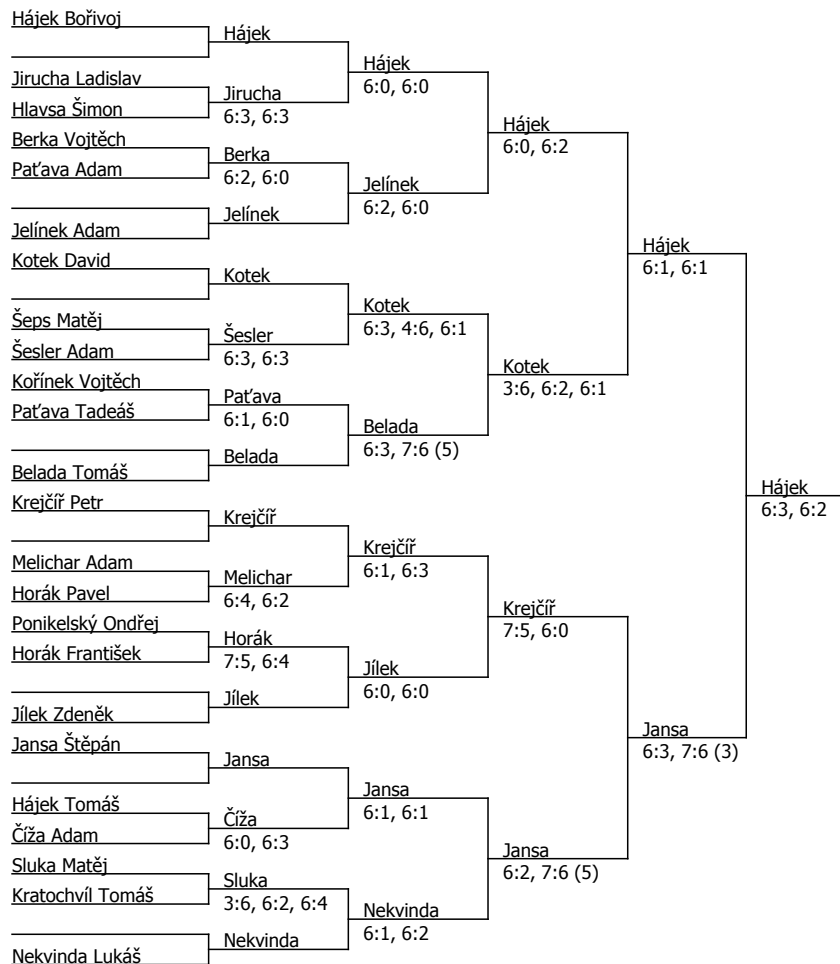 Hájek Bořivoj
Jirucha Ladislav
Hlavsa Šimon
Berka Vojtěch
Paťava Adam
Jelínek Adam
Kotek David
Šeps Matěj
Šesler Adam
Kořínek Vojtěch
Paťava Tadeáš
Belada Tomáš
Krejčíř Petr
Melichar Adam
Horák Pavel
Ponikelský Ondřej
Horák František
Jílek Zdeněk
Jansa Štěpán
Hájek Tomáš
Číža Adam
Sluka Matěj
Kratochvíl Tomáš
Nekvinda Lukáš
Hájek
Jirucha
6:3, 6:3
Berka
6:2, 6:0
Jelínek
Kotek
Šesler
6:3, 6:3
Paťava
6:1, 6:0
Belada
Krejčíř
Melichar
6:4, 6:2
Horák
7:5, 6:4
Jílek
Jansa
Číža
6:0, 6:3
Sluka
3:6, 6:2, 6:4
Nekvinda
Hájek
6:0, 6:0
Jelínek
6:2, 6:0
Kotek
6:3, 4:6, 6:1
Belada
6:3, 7:6 (5)
Krejčíř
6:1, 6:3
Jílek
6:0, 6:0
Jansa
6:1, 6:1
Nekvinda
6:1, 6:2
Hájek
6:0, 6:2
Kotek
3:6, 6:2, 6:1
Krejčíř
7:5, 6:0
Jansa
6:2, 7:6 (5)
Hájek
6:1, 6:1
Jansa
6:3, 7:6 (3)
Hájek
6:3, 6:2